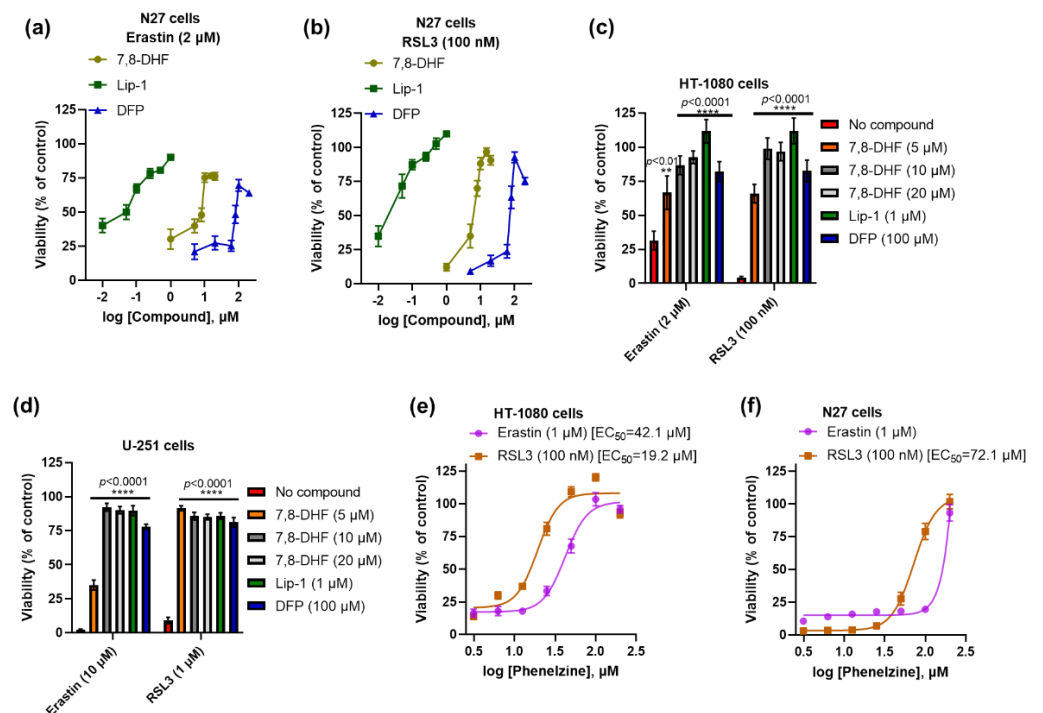 (a)
N27 cells
Erastin (2 µM)
7,8-DHF
Lip-1
DFP
Viability (% of control)
125
100
75
50
25
0
-2 -1 0 1 2
log [Compound], µM
(b)
N27 cells
RSL3 (100 nM)
7,8-DHF
Lip-1
DFP
Viability (% of control)
125
100
75
50
25
0
-2 -1 0 1 2
log [Compound], µM
(c)
HT-1080 cells
Viability (% of control)
125
100
75
50
25
0
p<0.01
**
p<0.0001
****
p<0.0001
****
Erastin (2 µM)
RSL3 (100 nM)
No compound
7,8-DHF (5 µM)
7,8-DHF (10 µM)
7,8-DHF (20 µM)
Lip-1 (1 µM)
DFP (100 µM)
(d)
U-251 cells
Viability (% of control)
125
100
75
50
25
0
p<0.0001
****
p<0.0001
****
Erastin (10 µM)
RSL3 (1 µM)
No compound
7,8-DHF (5 µM)
7,8-DHF (10 µM)
7,8-DHF (20 µM)
Lip-1 (1 µM)
DFP (100 µM)
(e)
HT-1080 cells
Erastin (1 µM) [EC50=42.1 µM]
RSL3 (100 nM) [EC50=19.2 µM]
Viability (% of control)
125
100
75
50
25
0
0.5 1.0 1.5 2.0 2.5
log [Phenelzine], µM
(f)
N27 cells
Erastin (1 µM)
RSL3 (100 nM) [EC50=72.1 µM]
Viability (% of control)
125
100
75
50
25
0
0.5 1.0 1.5 2.0 2.5
log [Phenelzine], µM